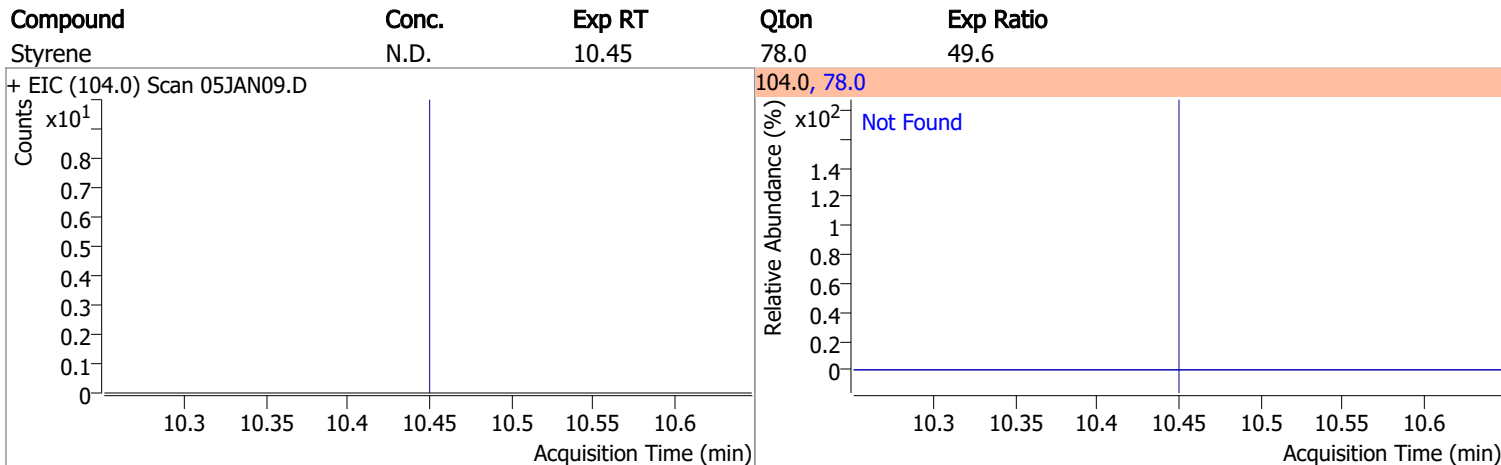 Compound Conc. Exp RT QIon Exp Ratio
Styrene N.D. 10.45 78.0 49.6
+ EIC (104.0) Scan 05JAN09.D
Counts
x10^1
0.8
0.7
0.6
0.5
0.4
0.3
0.2
0.1
0
10.3 10.35 10.4 10.45 10.5 10.55 10.6
Acquisition Time (min)
104.0, 78.0
Relative Abundance (%)
x10^2
Not Found
1.4
1.2
1
0.8
0.6
0.4
0.2
0
10.3 10.35 10.4 10.45 10.5 10.55 10.6
Acquisition Time (min)